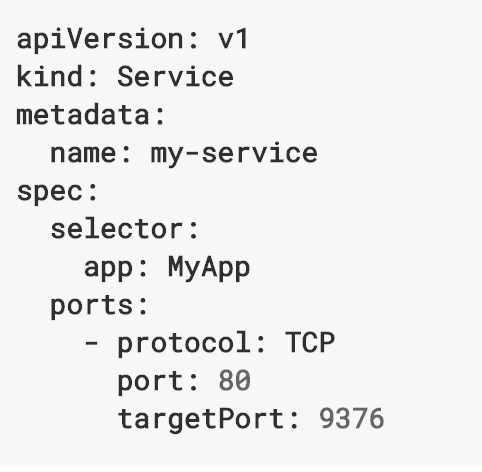 apiVersion: v1
kind: Service
metadata:
  name: my-service
spec:
  selector:
    app: MyApp
  ports:
    - protocol: TCP
      port: 80
      targetPort: 9376